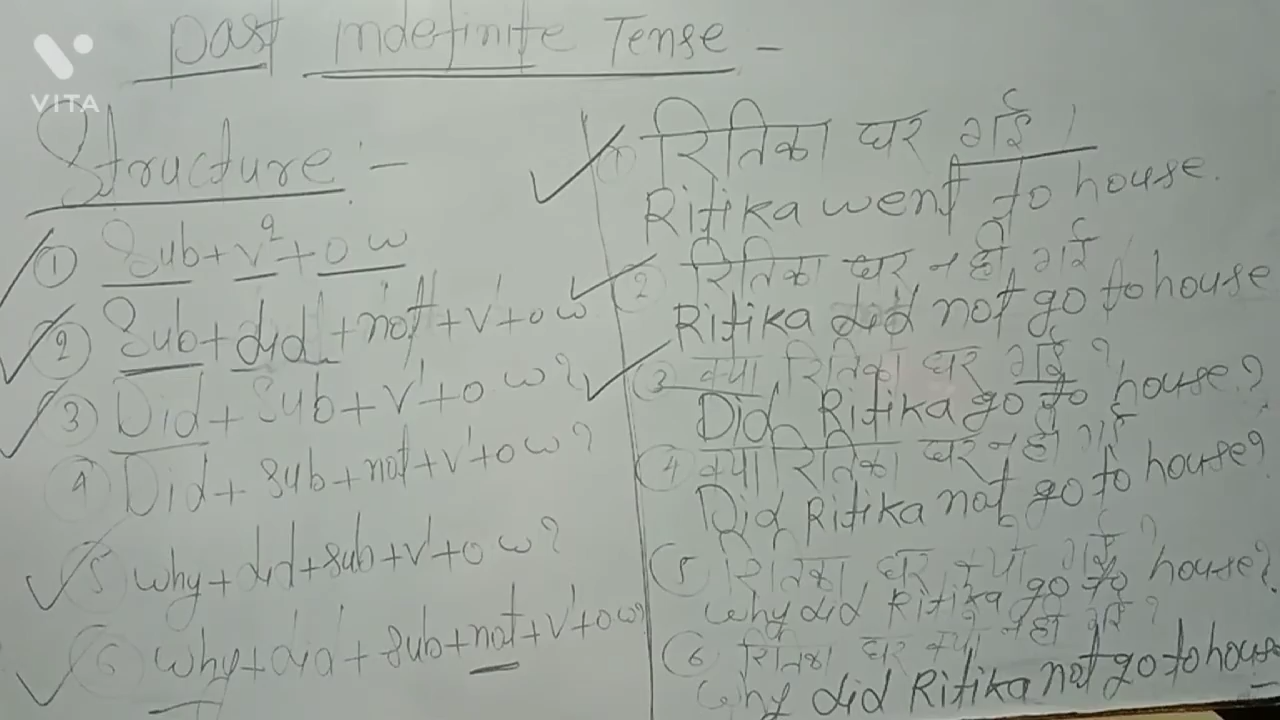 VITA
Past Indefinite Tense -
Structure :-
① Sub + v² + o w
② Sub + did + not + v¹ + o w
③ Did + Sub + v¹ + o w ?
④ Did + sub + not + v¹ + o w ?
5 why + did + sub + v¹ + o w ?
6 why + did + sub + not + v¹ + o w?
① रितिका घर गई ।
Ritika went to house.
② रितिका घर नही गई
Ritika did not go to house
③ क्या रितिका घर गई ?
Did Ritika go to house ?
④ क्या रितिका घर नही गई
Did Ritika not go to house?
5 रितिका घर क्यो गई ?
Why did Ritika go to house?
6 रितिका घर क्यो नही गई ?
Why did Ritika not go to house